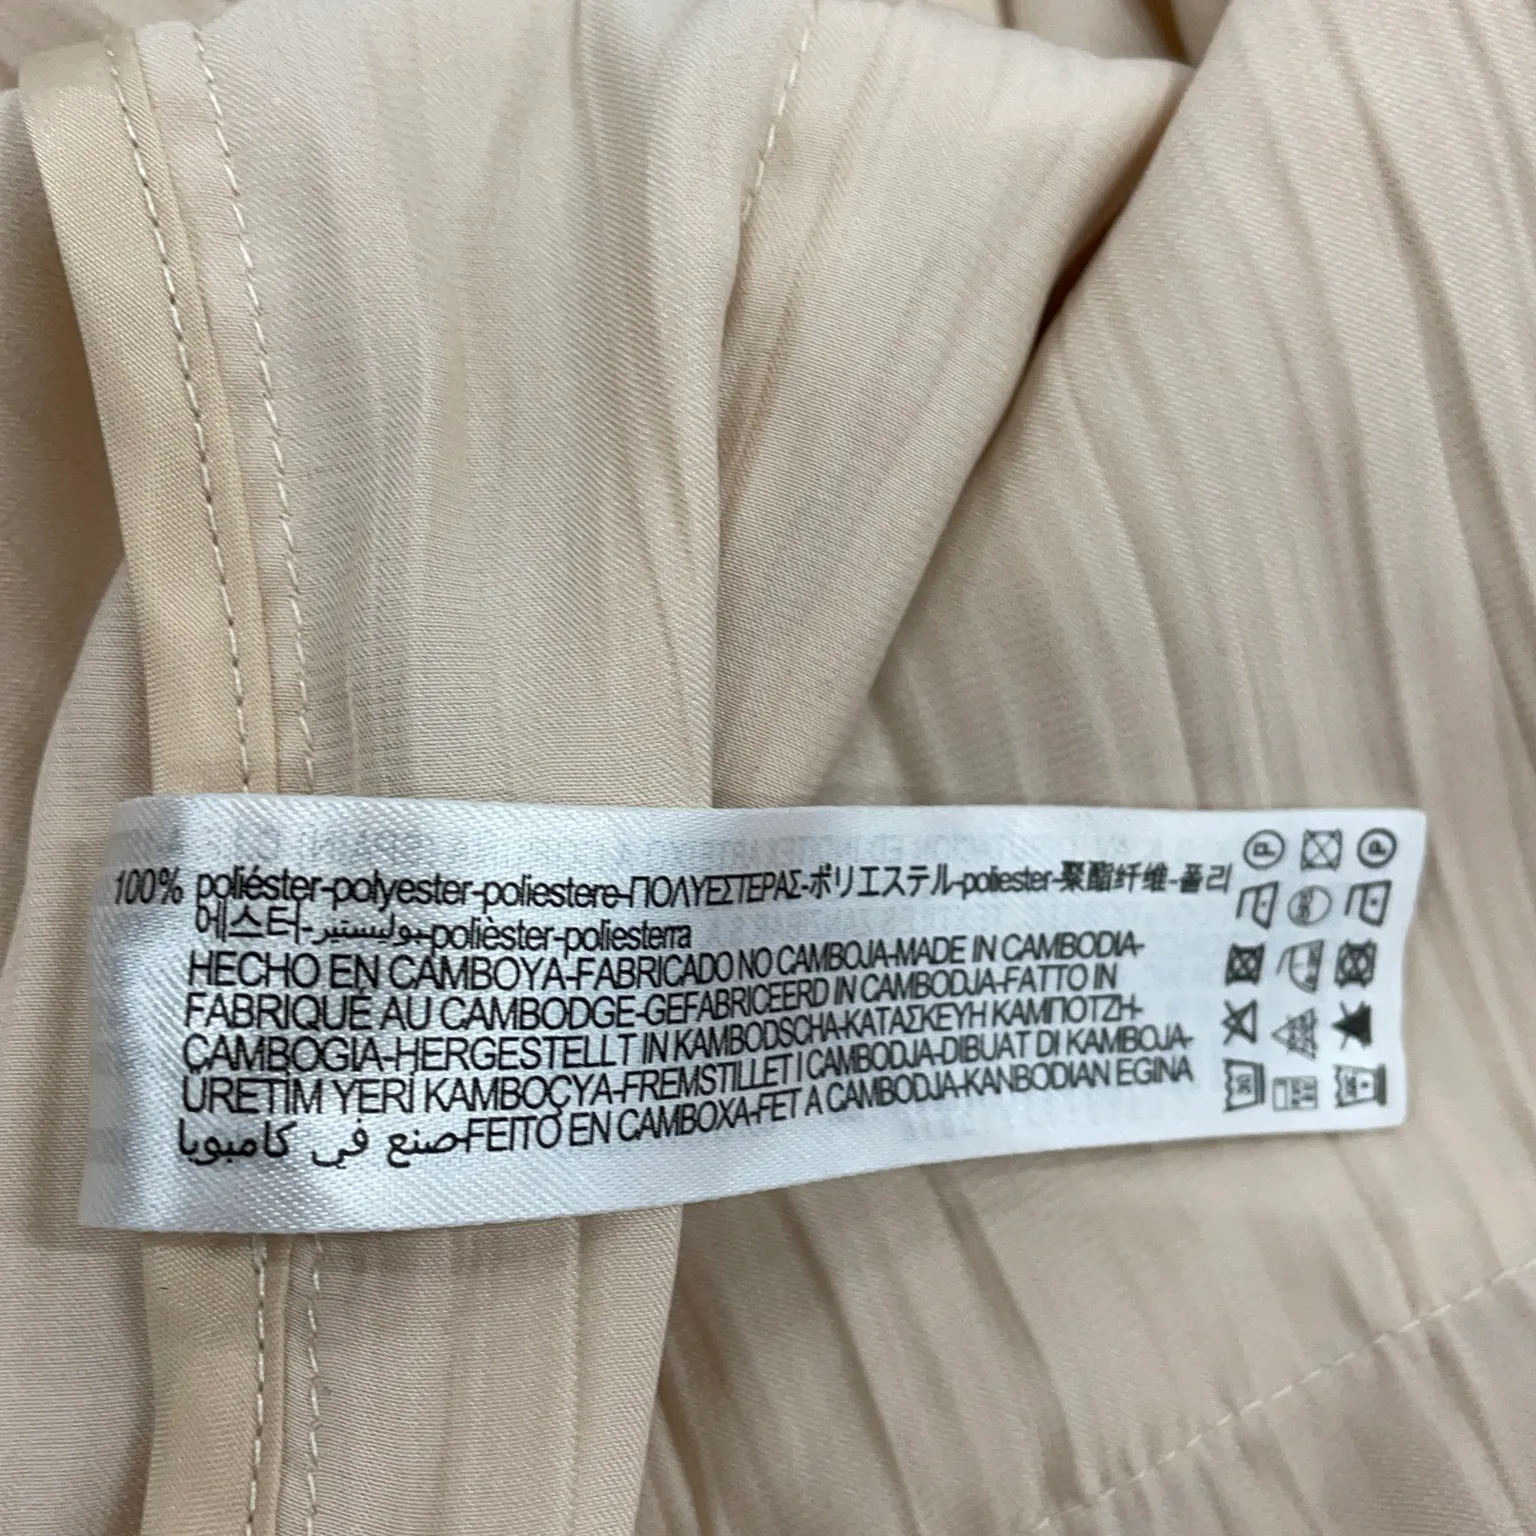 100% poliéster-polyester-poliestere-ΠΟΛΥΕΣΤΕΡΑΣ-ポリエステル-poliester-聚酯纤维-폴리
에스터-بوليستير-polièster-poliesterra
HECHO EN CAMBOYA-FABRICADO NO CAMBOJA-MADE IN CAMBODIA-
FABRIQUÉ AU CAMBODGE-GEFABRICEERD IN CAMBODJA-FATTO IN
CAMBOGIA-HERGESTELLT IN KAMBODSCHA-ΚΑΤΑΣΚΕΥΗ ΚΑΜΠΟΤΖΗ-
ÜRETİM YERİ KAMBOÇYA-FREMSTILLET I CAMBODJA-DIBUAT DI KAMBOJA-
صنع في كامبويا-FEITO EN CAMBOXA-FET A CAMBODJA-KANBODIAN EGINA